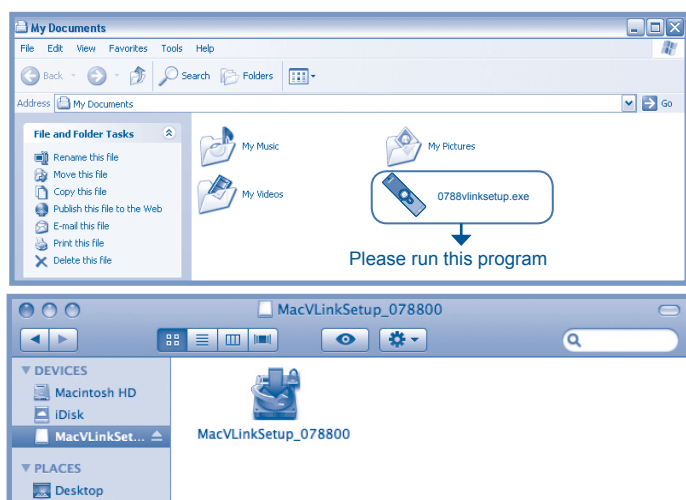 My Documents
File Edit View Favorites Tools Help
Back Search Folders
Address My Documents Go
File and Folder Tasks
Rename this file
Move this file
Copy this file
Publish this file to the Web
E-mail this file
Print this file
Delete this file
My Music
My Pictures
My Videos
0788vlinksetup.exe
Please run this program
MacVLinkSetup_078800
DEVICES
Macintosh HD
iDisk
MacVLinkSet...
PLACES
Desktop
MacVLinkSetup_078800